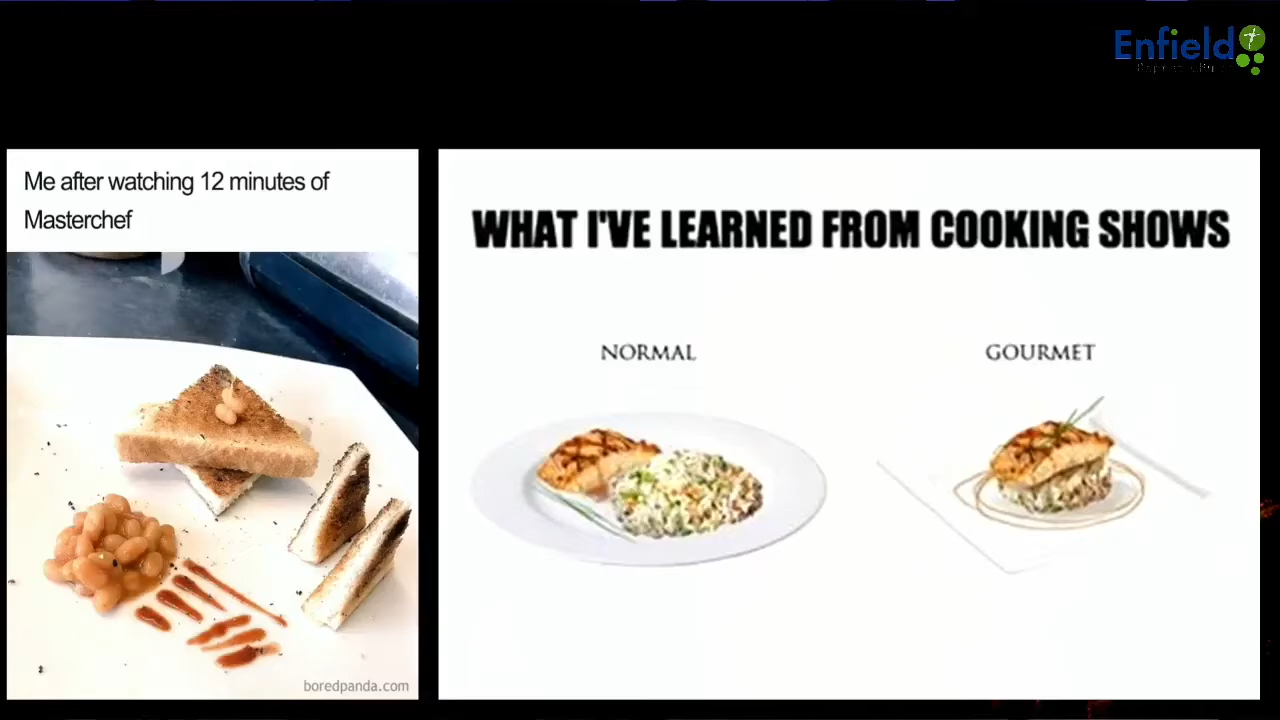 Enfield
Me after watching 12 minutes of
Masterchef
WHAT I'VE LEARNED FROM COOKING SHOWS
NORMAL
GOURMET
boredpanda.com